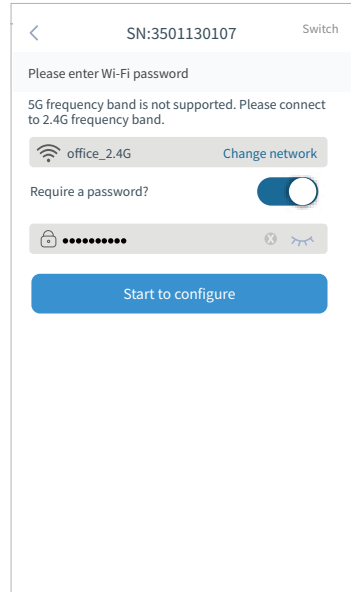 SN:3501130107
Switch
Please enter Wi-Fi password
5G frequency band is not supported. Please connect
to 2.4G frequency band.
office_2.4G
Change network
Require a password?
••••••••••
Start to configure